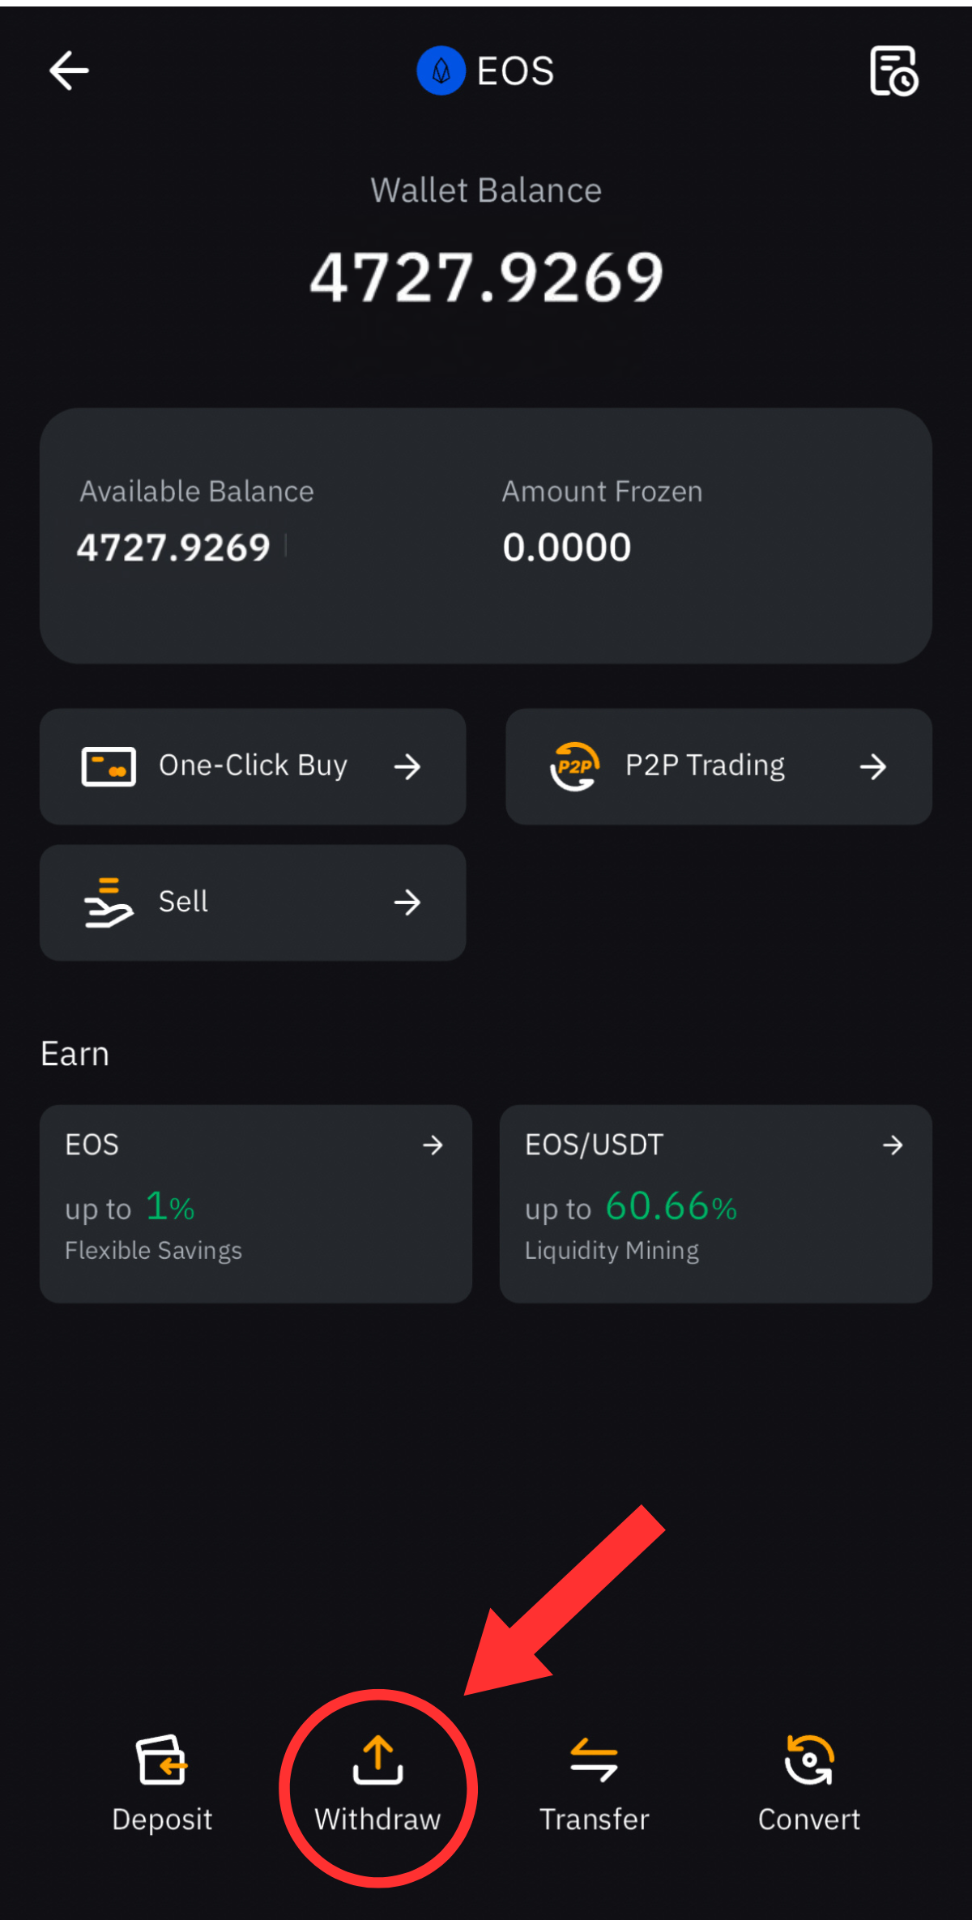 EOS
Wallet Balance
4727.9269
Available Balance
Amount Frozen
4727.9269
0.0000
One-Click Buy
P2P
P2P Trading
Sell
Earn
EOS
EOS/USDT
up to 1%
up to 60.66%
Flexible Savings
Liquidity Mining
Deposit
Withdraw
Transfer
Convert